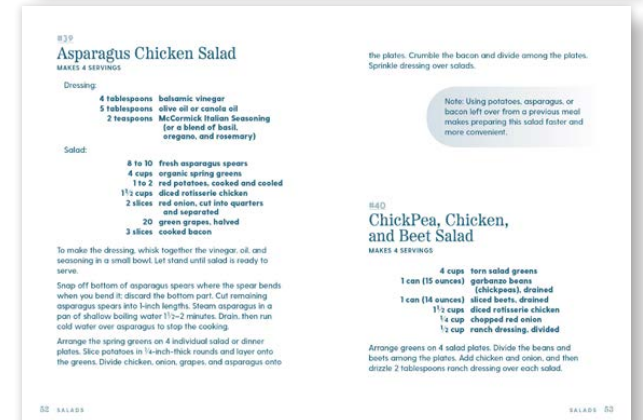 #39
Asparagus Chicken Salad
MAKES 4 SERVINGS
Dressing:
4 tablespoons balsamic vinegar
5 tablespoons olive oil or canola oil
2 teaspoons McCormick Italian Seasoning
(or a blend of basil,
oregano, and rosemary)
Salad:
8 to 10 fresh asparagus spears
4 cups organic spring greens
1 to 2 red potatoes, cooked and cooled
1½ cups diced rotisserie chicken
2 slices red onion, cut into quarters
and separated
20 green grapes, halved
3 slices cooked bacon
To make the dressing, whisk together the vinegar, oil, and
seasoning in a small bowl. Let stand until salad is ready to
serve.
Snap off bottom of asparagus spears where the spear bends
when you bend it; discard the bottom part. Cut remaining
asparagus spears into 1-inch lengths. Steam asparagus in a
pan of shallow boiling water 1½–2 minutes. Drain, then run
cold water over asparagus to stop the cooking.
Arrange the spring greens on 4 individual salad or dinner
plates. Slice potatoes in ¼-inch-thick rounds and layer onto
the greens. Divide chicken, onion, grapes, and asparagus onto
52 SALADS
the plates. Crumble the bacon and divide among the plates.
Sprinkle dressing over salads.
Note: Using potatoes, asparagus, or
bacon left over from a previous meal
makes preparing this salad faster and
more convenient.
#40
ChickPea, Chicken,
and Beet Salad
MAKES 4 SERVINGS
4 cups torn salad greens
1 can (15 ounces) garbanzo beans
(chickpeas), drained
1 can (14 ounces) sliced beets, drained
1½ cups diced rotisserie chicken
¼ cup chopped red onion
½ cup ranch dressing, divided
Arrange greens on 4 salad plates. Divide the beans and
beets among the plates. Add chicken and onion, and then
drizzle 2 tablespoons ranch dressing over each salad.
SALADS 53